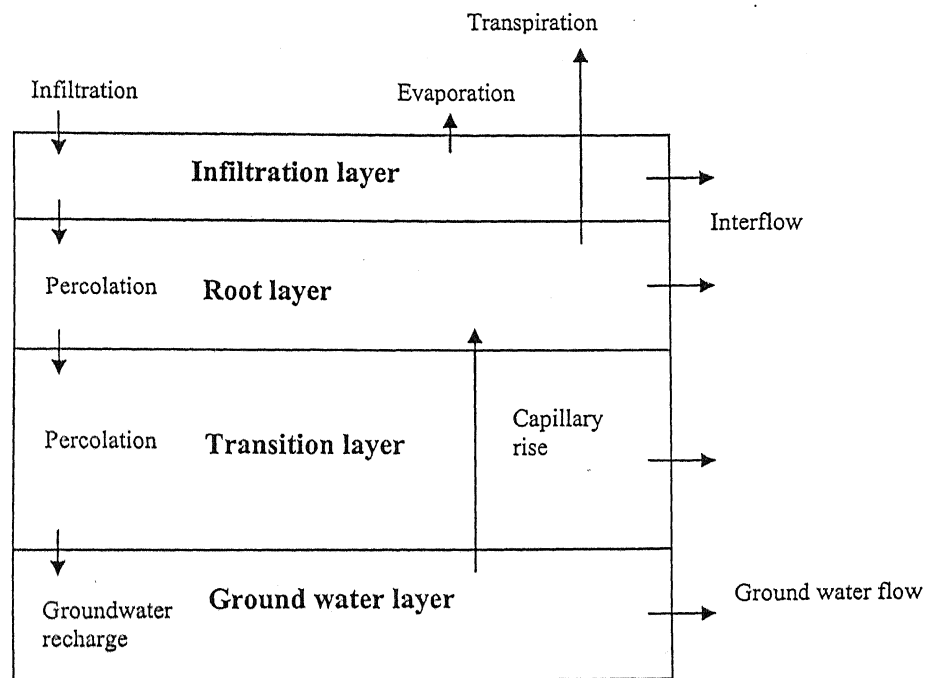 Transpiration
Infiltration
Evaporation
Infiltration layer
Interflow
Percolation
Root layer
Capillary
rise
Percolation
Transition layer
Ground water layer
Ground water flow
Groundwater
recharge